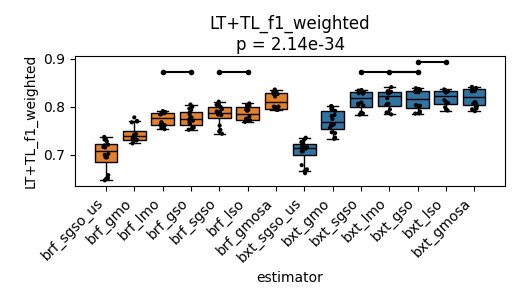 LT+TL_f1_weighted
p = 2.14e-34
LT+TL_f1_weighted
0.9
0.8
0.7
brf_sgso_us
brf_gmo
brf_lmo
brf_gso
brf_sgso
brf_lso
brf_gmosa
bxt_sgso_us
bxt_gmo
bxt_sgso
bxt_lmo
bxt_gso
bxt_lso
bxt_gmosa
estimator